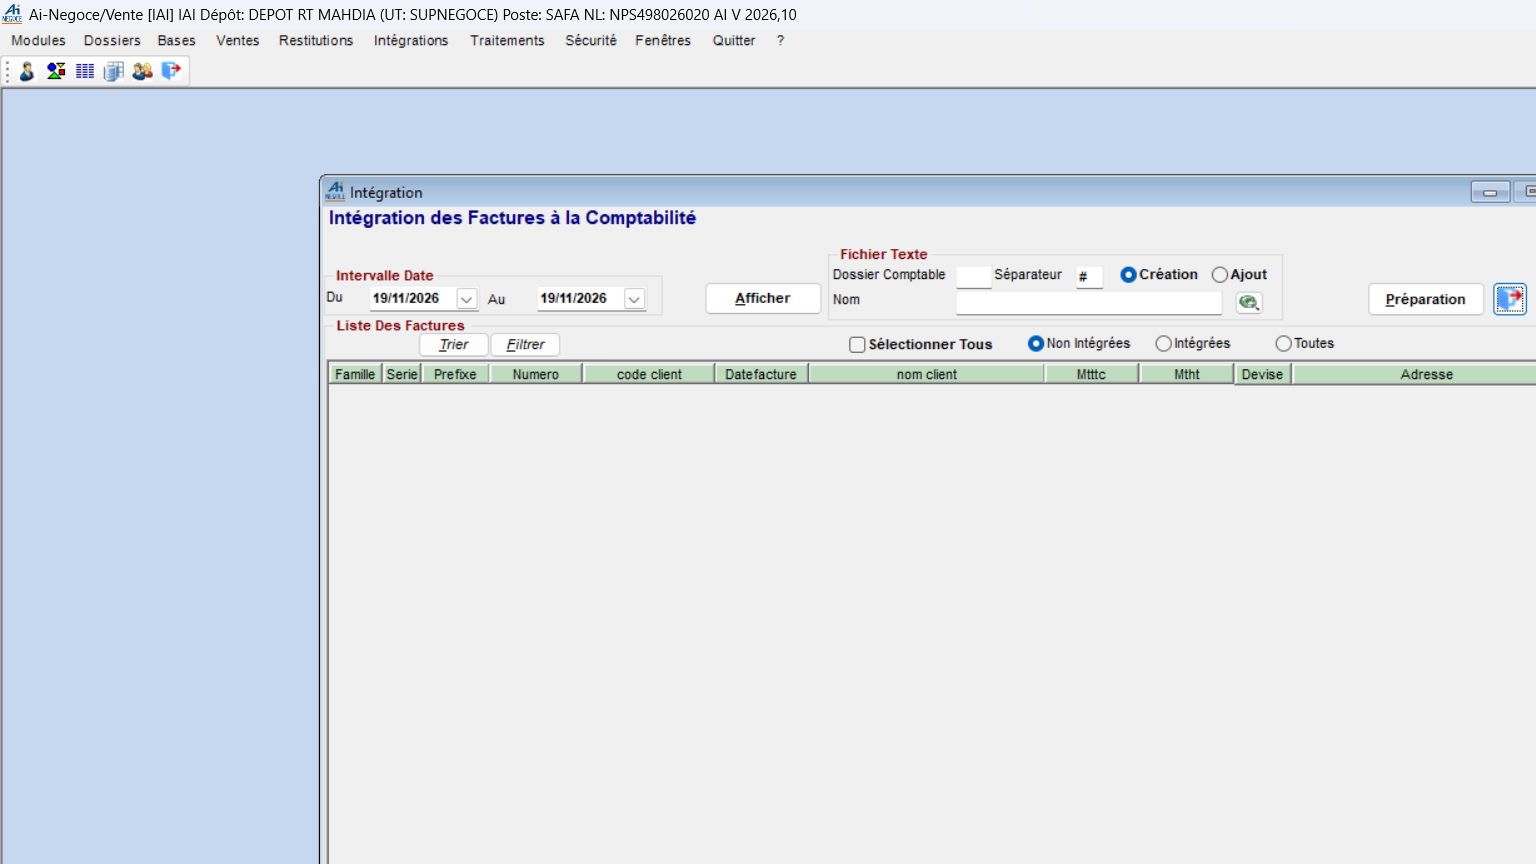 Ai-Negoce/Vente [IAI] IAI Dépôt: DEPOT RT MAHDIA (UT: SUPNEGOCE) Poste: SAFA NL: NPS498026020 AI V 2026,10
Modules Dossiers Bases Ventes Restitutions Intégrations Traitements Sécurité Fenêtres Quitter ?
Intégration
Intégration des Factures à la Comptabilité
Fichier Texte
Intervalle Date
Dossier Comptable Séparateur # Création Ajout
Du 19/11/2026 Au 19/11/2026 Afficher Nom Préparation
Liste Des Factures
Trier Filtrer Sélectionner Tous Non Intégrées Intégrées Toutes
Famille Serie Prefixe Numero code client Datefacture nom client Mtttc Mtht Devise Adresse